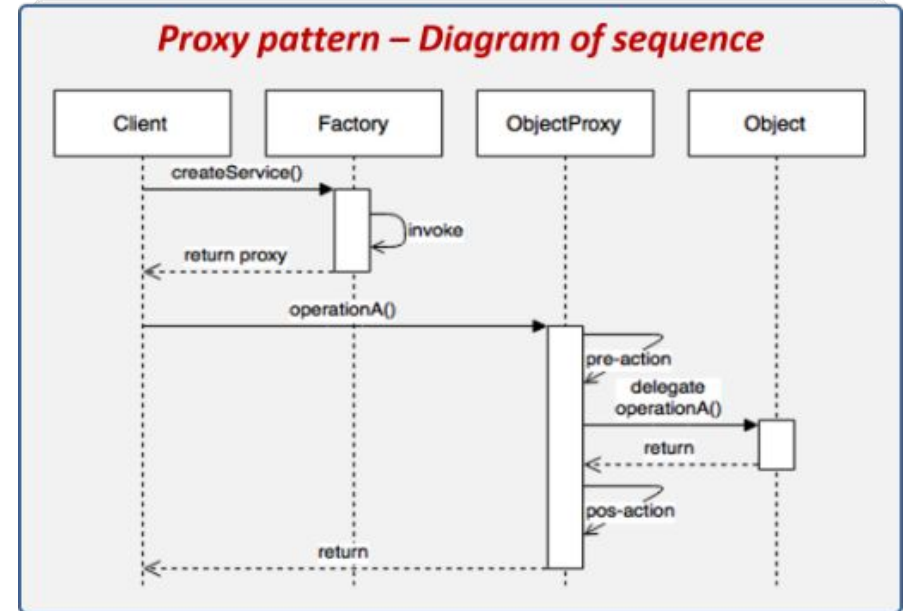 Proxy pattern – Diagram of sequence
Client
Factory
ObjectProxy
Object
createService()
invoke
return proxy
operationA()
pre-action
delegate
operationA()
return
pos-action
return